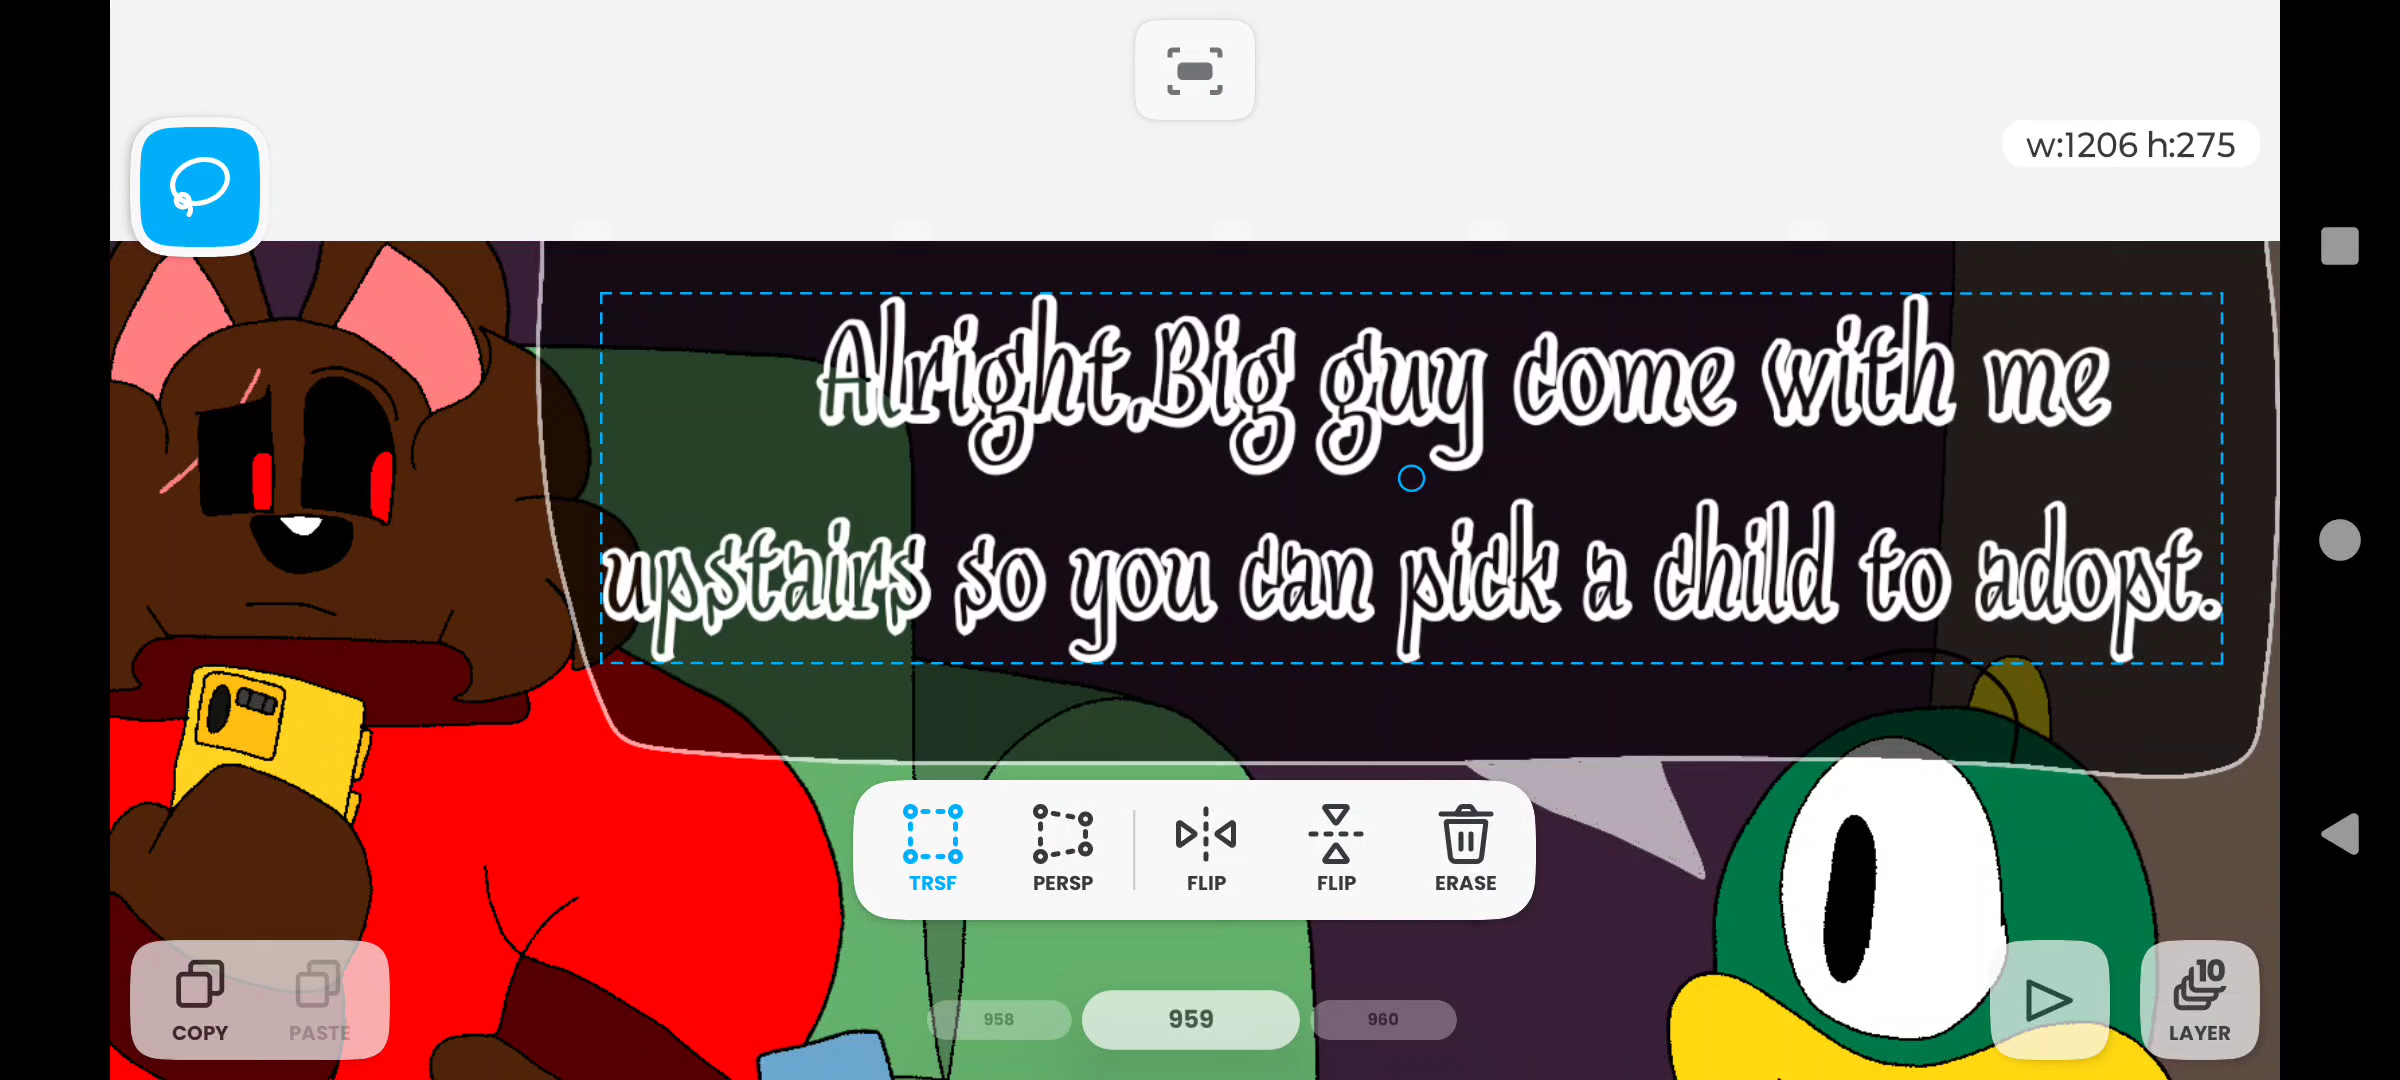 w:1206 h:275
Alright,Big guy come with me
upstairs so you can pick a child to adopt.
TRSF PERSP FLIP FLIP ERASE
COPY PASTE
958 959 960
10
LAYER